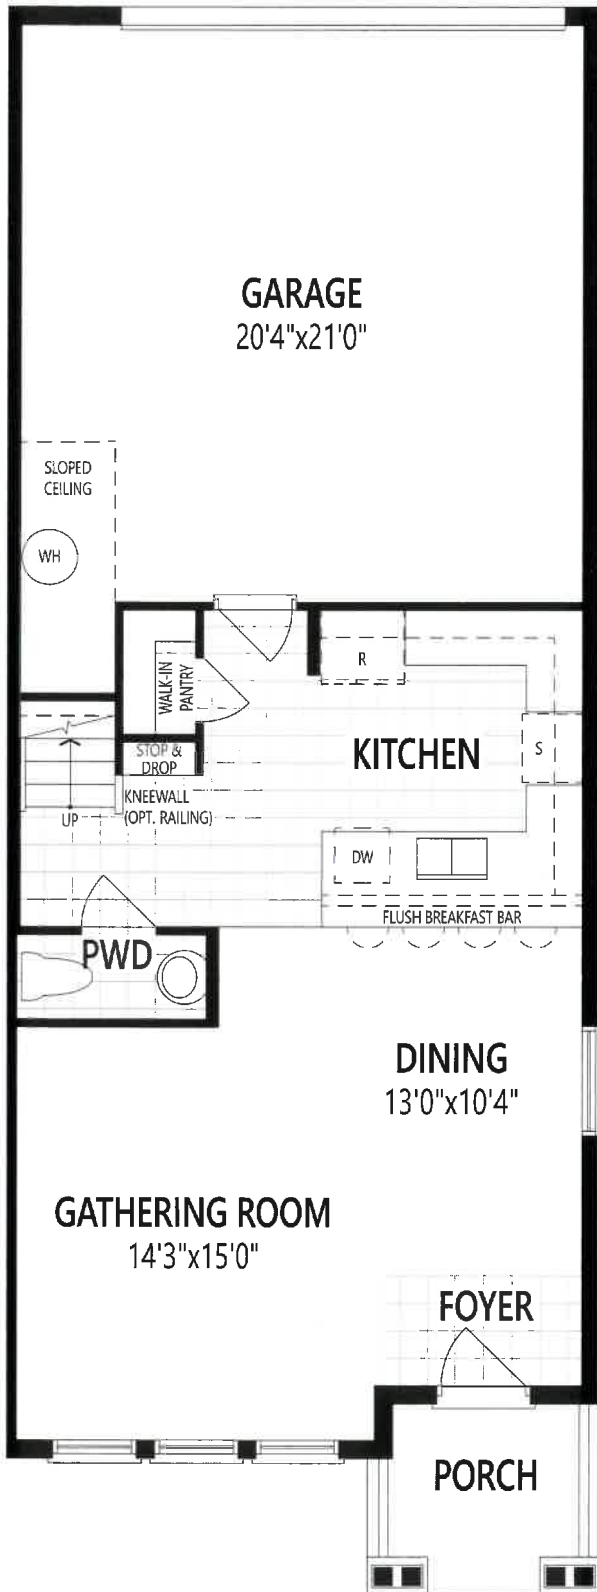 GARAGE
20'4"x21'0"
SLOPED
CEILING
WH
WALK-IN
PANTRY
R
STOP &
DROP
KITCHEN
S
KNEEWALL
(OPT. RAILING)
UP
DW
FLUSH BREAKFAST BAR
PWD
DINING
13'0"x10'4"
GATHERING ROOM
14'3"x15'0"
FOYER
PORCH